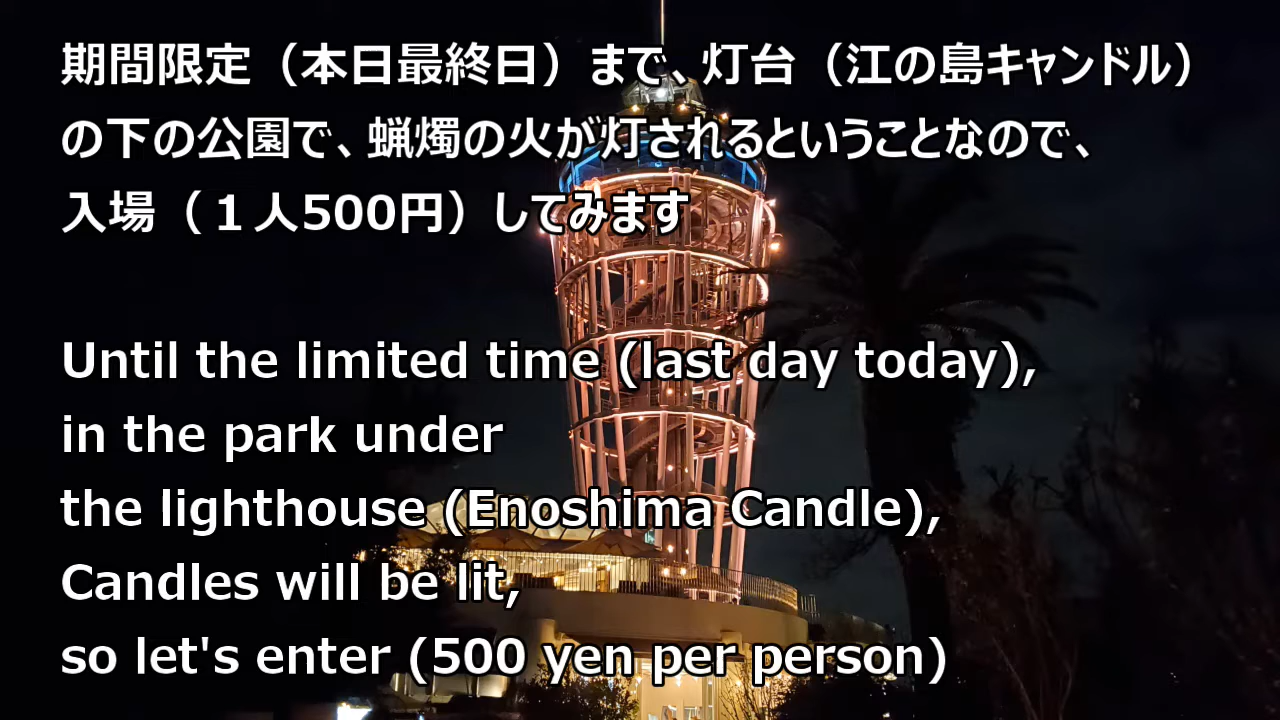 期間限定（本日最終日）まで、灯台（江の島キャンドル）
の下の公園で、蝋燭の火が灯されるということなので、
入場（１人500円）してみます
Until the limited time (last day today),
in the park under
the lighthouse (Enoshima Candle),
Candles will be lit,
so let's enter (500 yen per person)